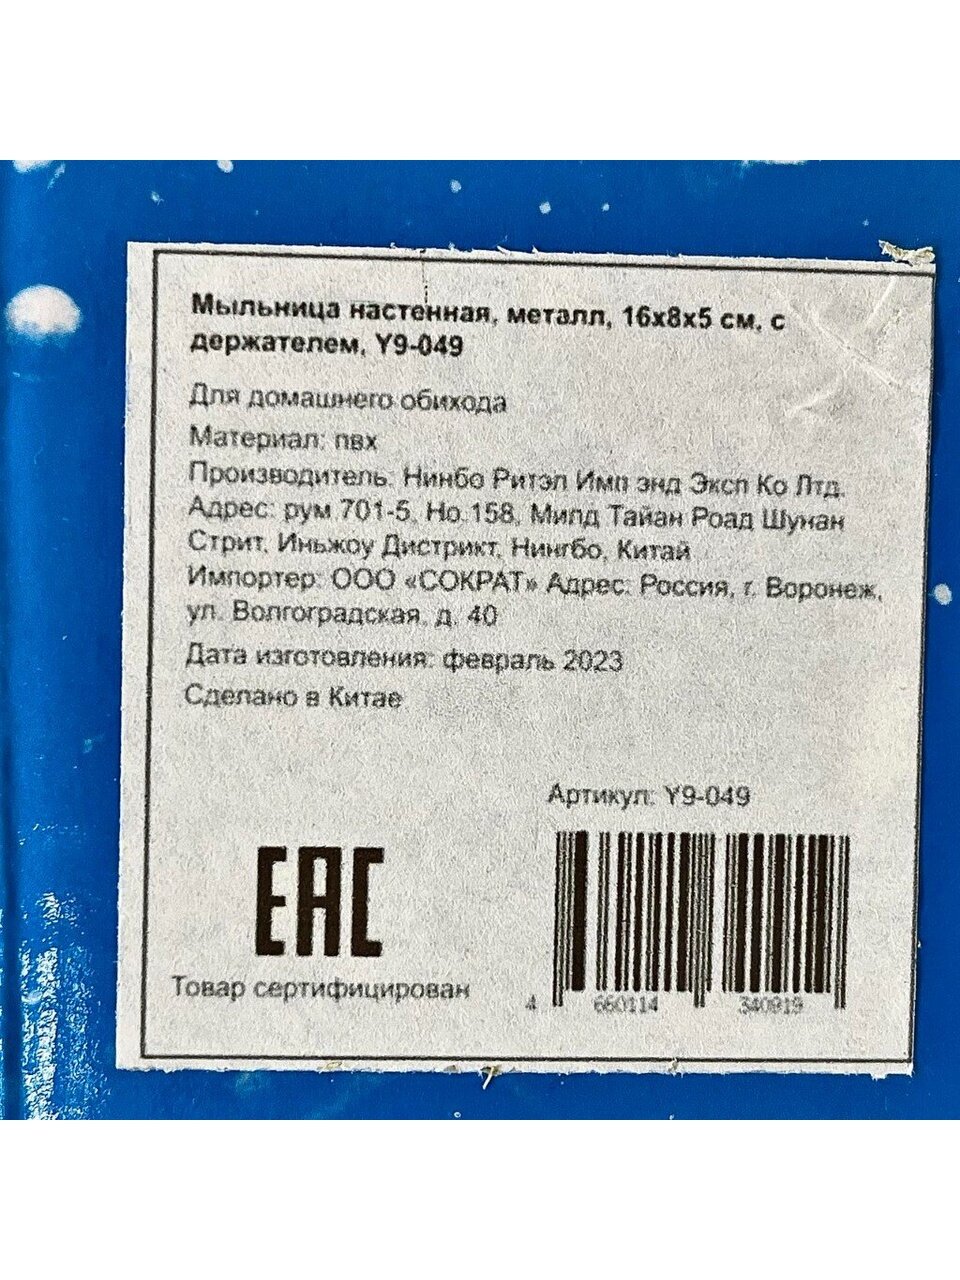 Мыльница настенная, металл, 16х8х5 см, с
держателем, Y9-049
Для домашнего обихода
Материал: пвх
Производитель: Нинбо Ритэл Имп энд Эксп Ко Лтд.
Адрес: рум 701-5, Но.158, Милд Тайан Роад Шунан
Стрит, Иньжоу Дистрикт, Нингбо, Китай
Импортер: ООО «СОКРАТ» Адрес: Россия, г. Воронеж,
ул. Волгоградская, д. 40
Дата изготовления: февраль 2023
Сделано в Китае
Артикул: Y9-049
EAC
Товар сертифицирован
4 660114 340919